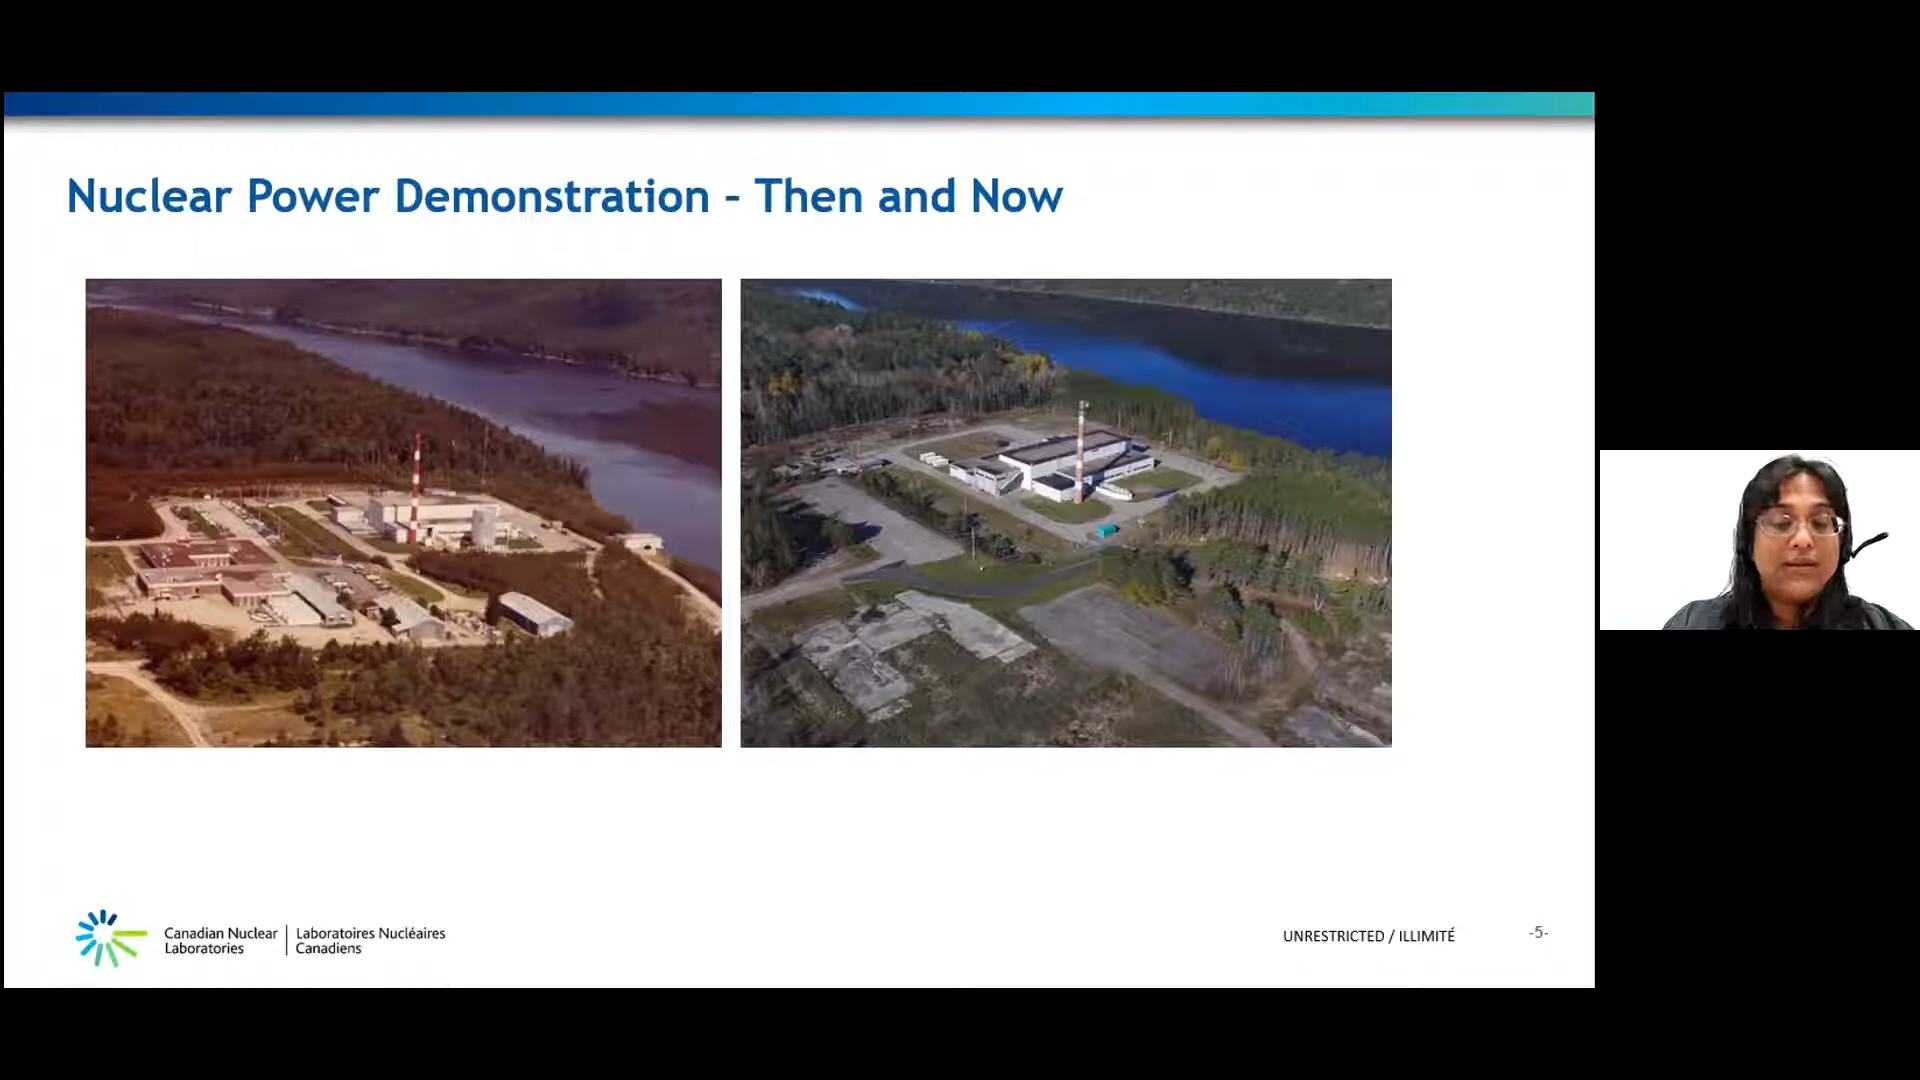 Nuclear Power Demonstration – Then and Now
Canadian Nuclear
Laboratories
Laboratoires Nucléaires
Canadiens
UNRESTRICTED / ILLIMITÉ
-5-